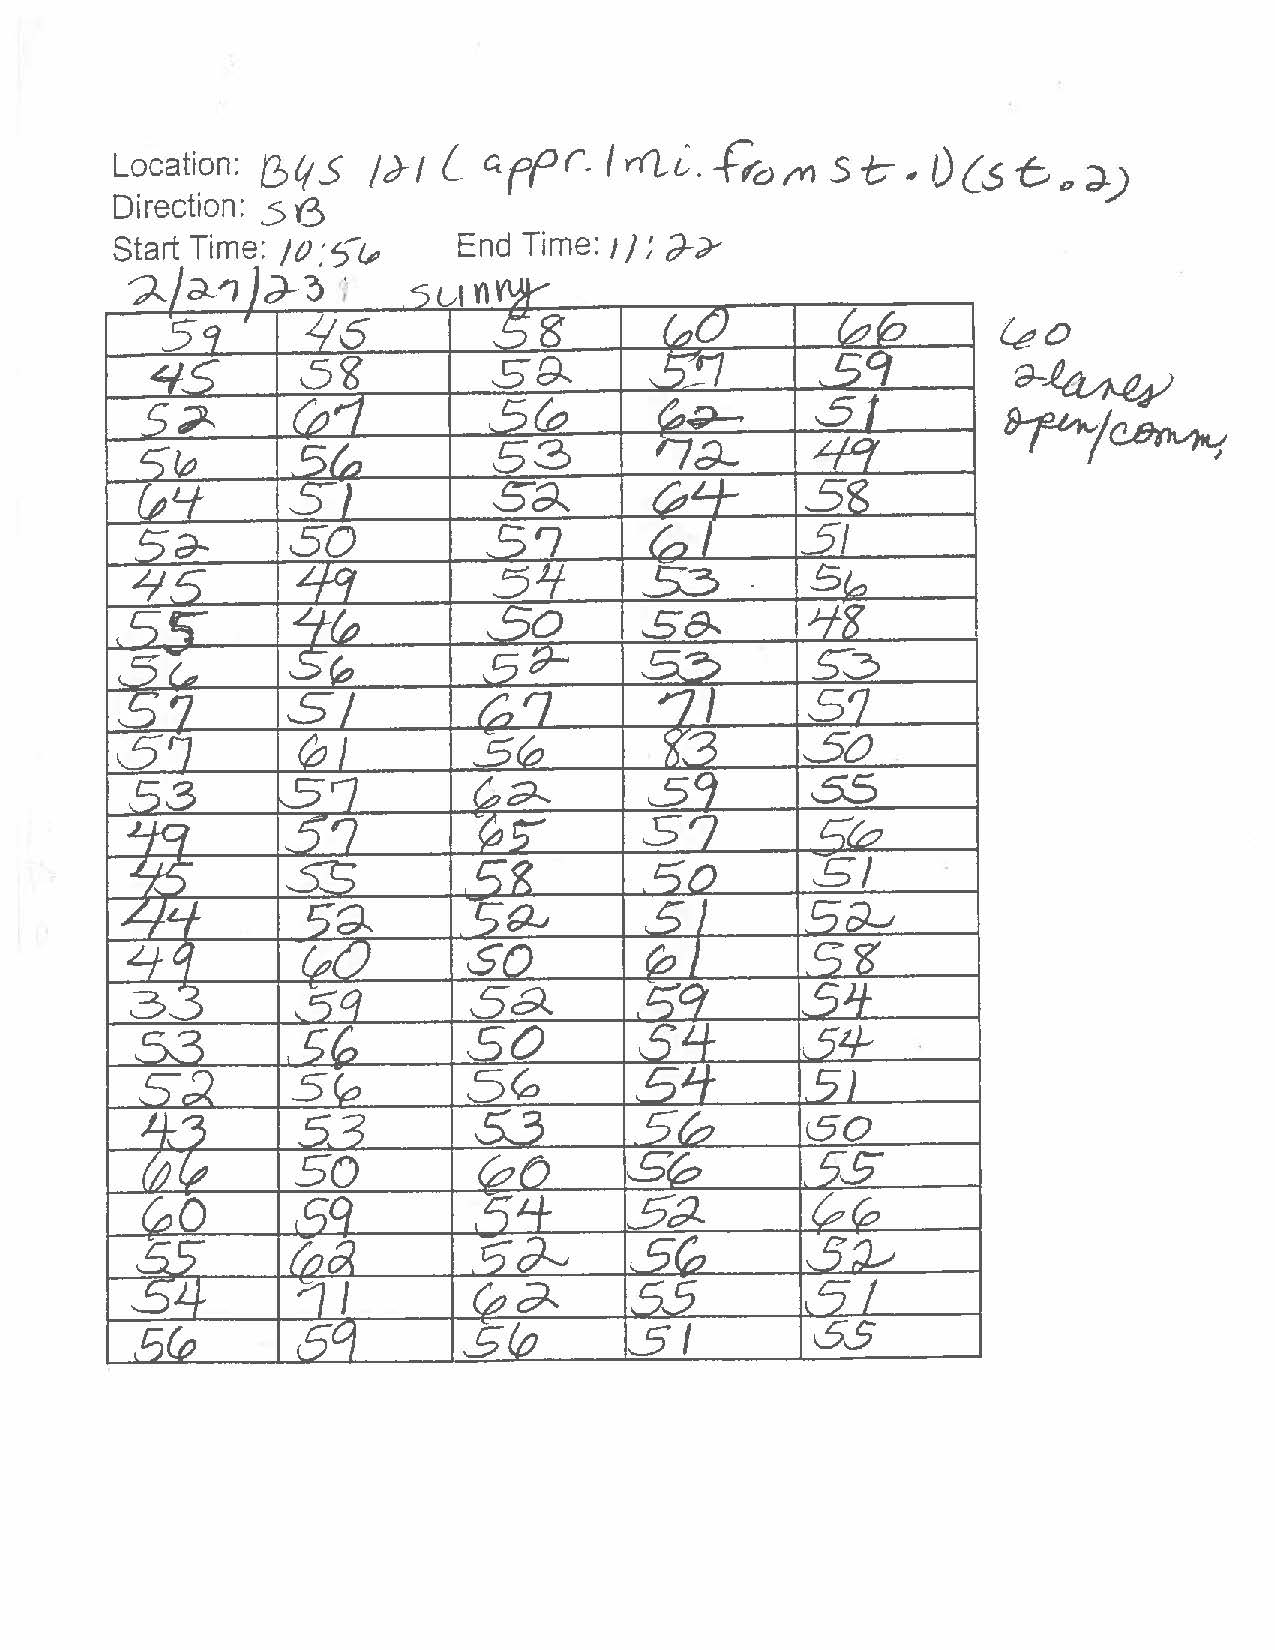 Location: BYS 121 ( appr. 1 mi. from St. D (st. 2)
Direction: SB
Start Time: 10:56 End Time: 11:22
2/27/23 sunny
59 45 58 60 66 60
45 58 52 57 59 2 lanes
52 67 56 62 51 open/comm.
56 56 53 72 49
64 51 52 64 58
52 50 57 61 51
45 49 54 53 56
55 46 50 52 48
56 56 52 53 53
57 51 67 71 57
57 61 56 83 50
53 57 62 59 55
49 57 65 57 56
45 55 58 50 51
44 52 52 51 52
49 60 50 61 58
33 59 52 59 54
53 56 50 54 54
52 56 56 54 51
43 53 53 56 50
66 50 60 56 55
60 59 54 52 66
55 62 52 56 52
54 71 62 55 51
56 59 56 51 55